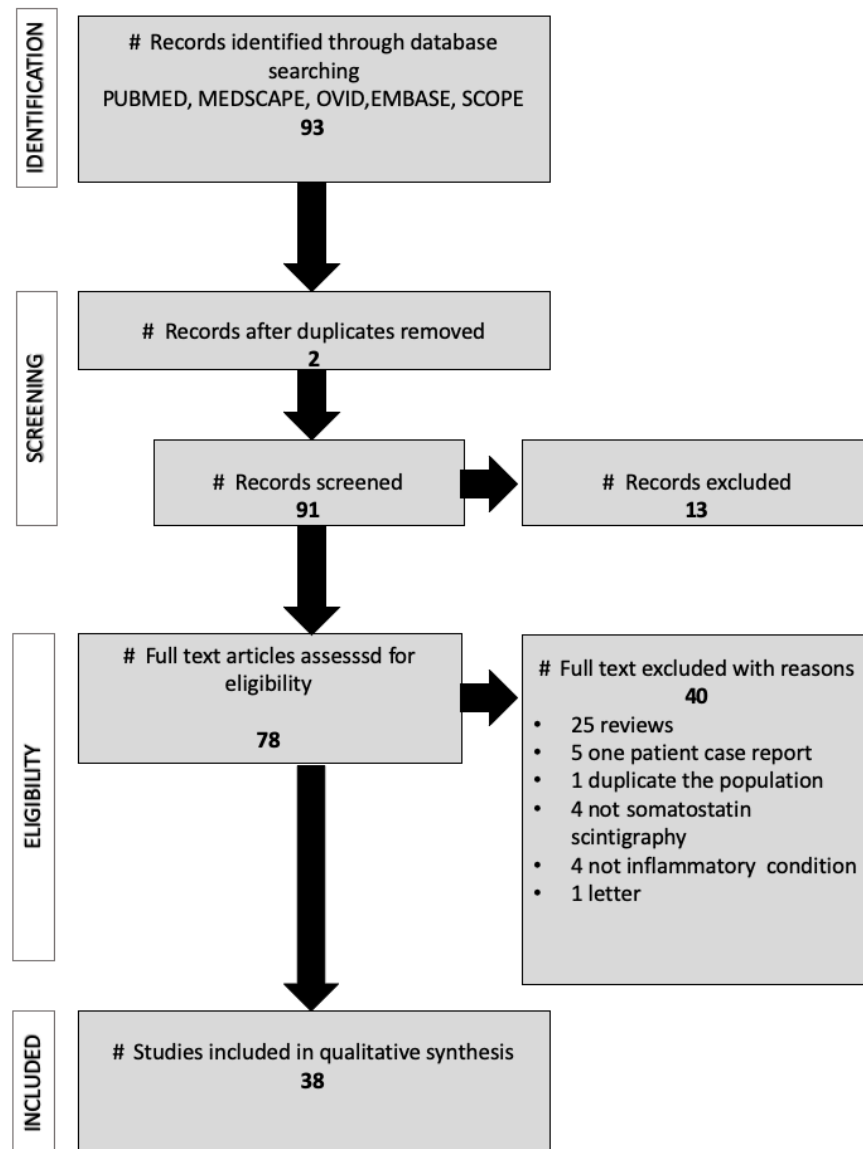 IDENTIFICATION
# Records identified through database
searching
PUBMED, MEDSCAPE, OVID,EMBASE, SCOPE
93
SCREENING
# Records after duplicates removed
2
# Records screened
91
# Records excluded
13
ELIGIBILITY
# Full text articles assesssd for
eligibility
78
# Full text excluded with reasons
40
• 25 reviews
• 5 one patient case report
• 1 duplicate the population
• 4 not somatostatin
scintigraphy
• 4 not inflammatory condition
• 1 letter
INCLUDED
# Studies included in qualitative synthesis
38